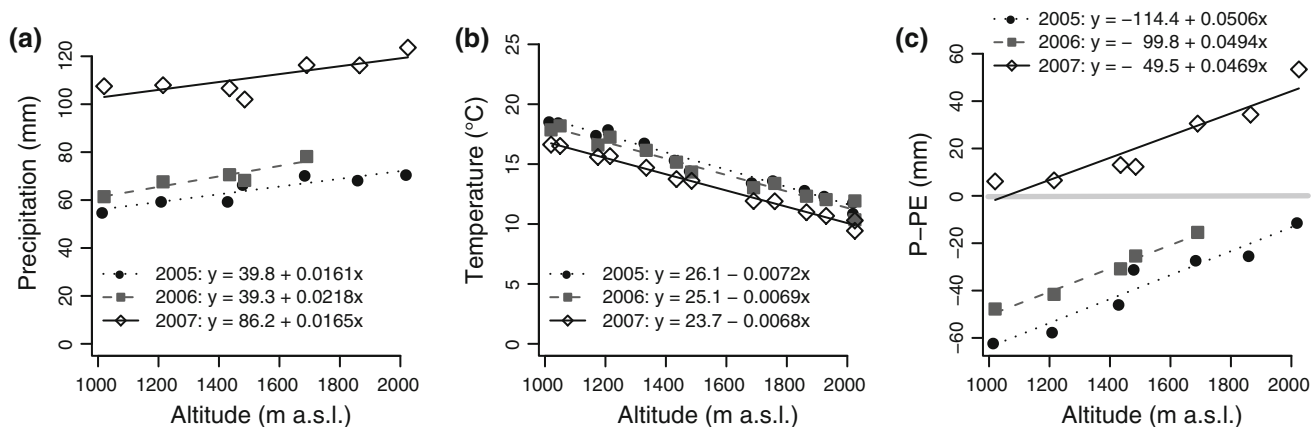 (a)
Precipitation (mm)
0 20 40 60 80 100 120
2005: y = 39.8 + 0.0161x
2006: y = 39.3 + 0.0218x
2007: y = 86.2 + 0.0165x
1000 1200 1400 1600 1800 2000
Altitude (m a.s.l.)
(b)
Temperature (°C)
0 5 10 15 20 25
2005: y = 26.1 − 0.0072x
2006: y = 25.1 − 0.0069x
2007: y = 23.7 − 0.0068x
1000 1200 1400 1600 1800 2000
Altitude (m a.s.l.)
(c)
2005: y = −114.4 + 0.0506x
2006: y = − 99.8 + 0.0494x
2007: y = − 49.5 + 0.0469x
P−PE (mm)
−60 −40 −20 0 20 40 60
1000 1200 1400 1600 1800 2000
Altitude (m a.s.l.)